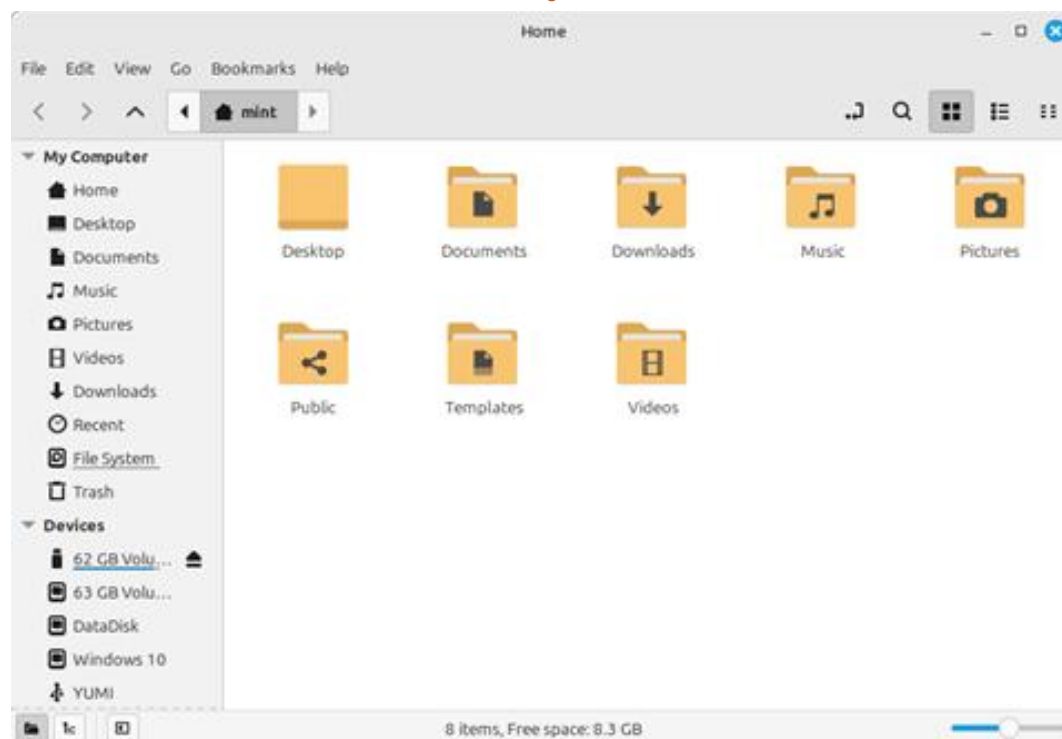 Home
File Edit View Go Bookmarks Help
mint
My Computer
Home
Desktop
Documents
Music
Pictures
Videos
Downloads
Recent
File System
Trash
Devices
62 GB Volu...
63 GB Volu...
DataDisk
Windows 10
YUMI
Desktop Documents Downloads Music Pictures
Public Templates Videos
8 items, Free space: 8.3 GB